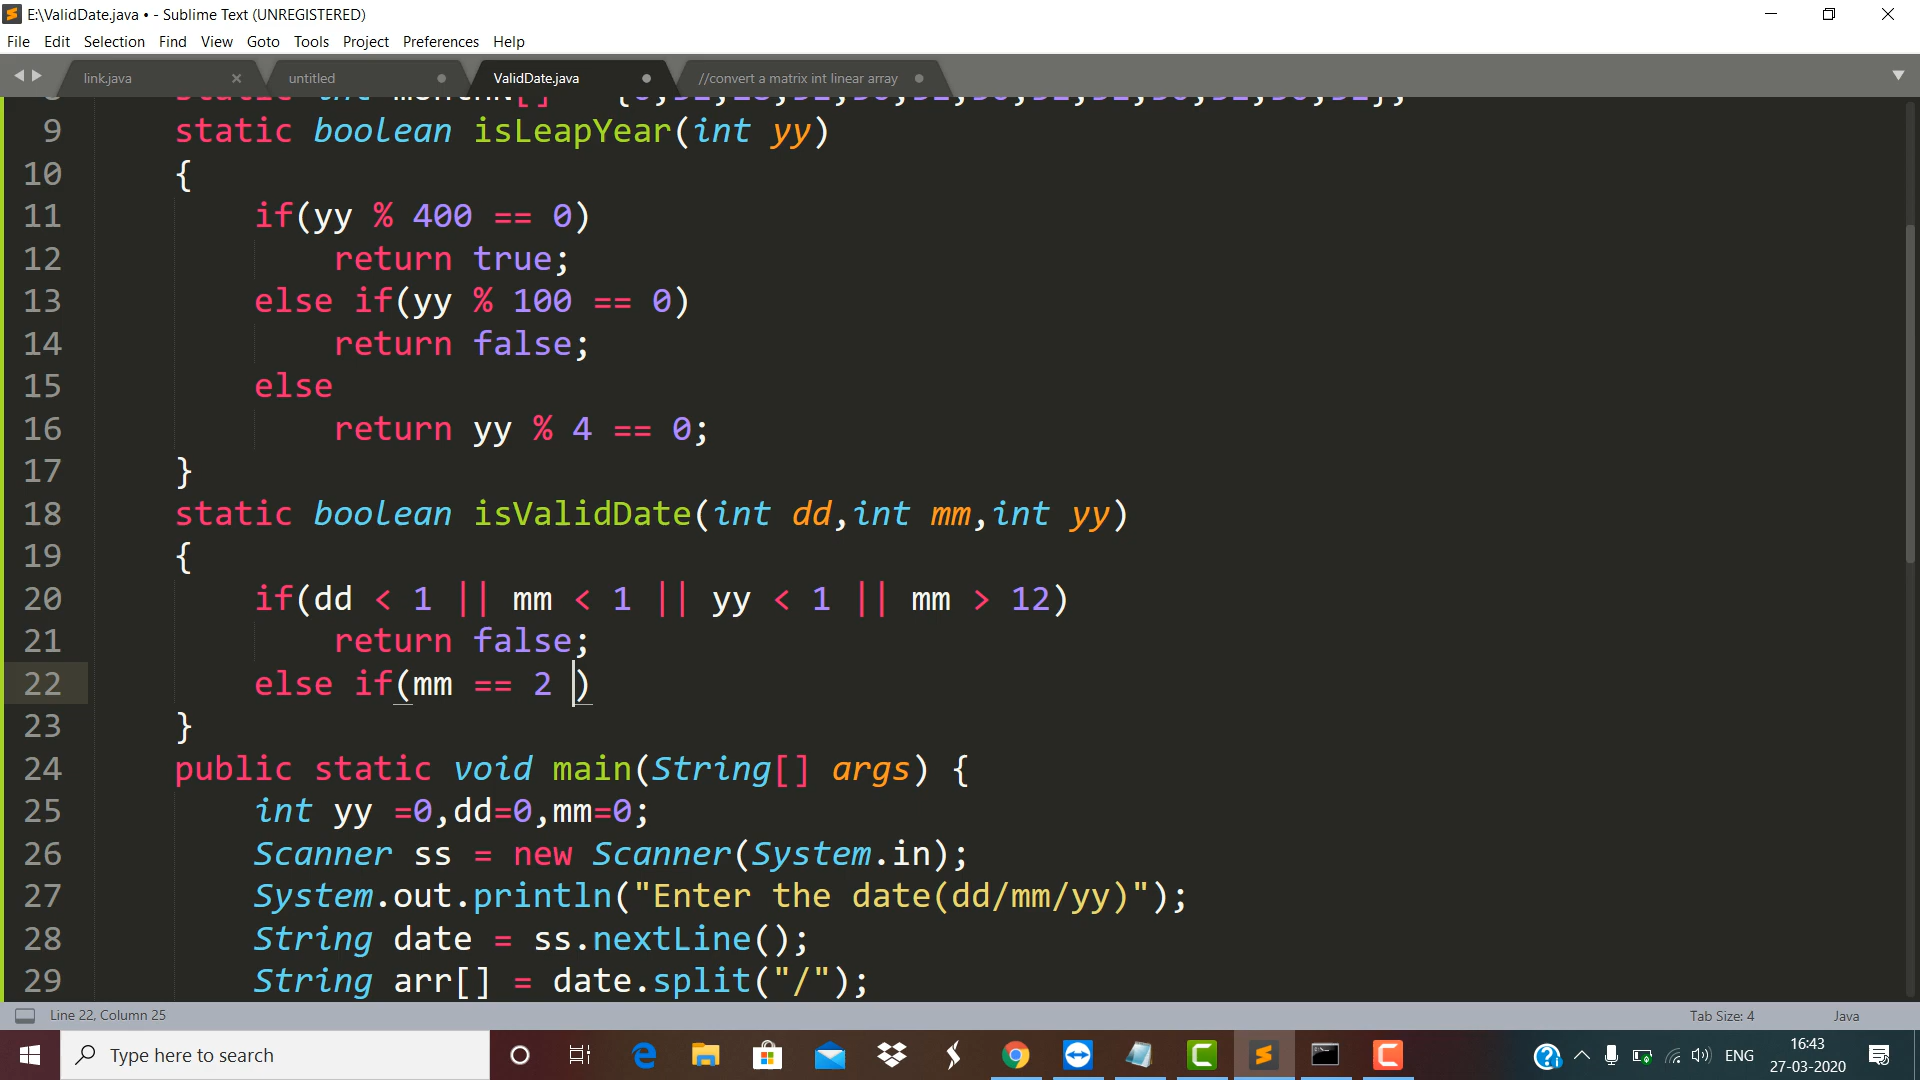 E:\ValidDate.java • - Sublime Text (UNREGISTERED)
File Edit Selection Find View Goto Tools Project Preferences Help
link.java untitled ValidDate.java //convert a matrix int linear array
9 static boolean isLeapYear(int yy)
10 {
11 if(yy % 400 == 0)
12 return true;
13 else if(yy % 100 == 0)
14 return false;
15 else
16 return yy % 4 == 0;
17 }
18 static boolean isValidDate(int dd,int mm,int yy)
19 {
20 if(dd < 1 || mm < 1 || yy < 1 || mm > 12)
21 return false;
22 else if(mm == 2 )
23 }
24 public static void main(String[] args) {
25 int yy =0,dd=0,mm=0;
26 Scanner ss = new Scanner(System.in);
27 System.out.println("Enter the date(dd/mm/yy)");
28 String date = ss.nextLine();
29 String arr[] = date.split("/");
Line 22, Column 25 Tab Size: 4 Java
Type here to search ENG 16:43
27-03-2020